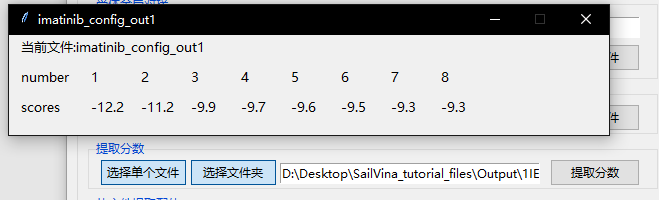 imatinib_config_out1
当前文件:imatinib_config_out1
number 1 2 3 4 5 6 7 8
scores -12.2 -11.2 -9.9 -9.7 -9.6 -9.5 -9.3 -9.3
件
件
提取分数
选择单个文件 选择文件夹 D:\Desktop\SailVina_tutorial_files\Output\1IE 提取分数